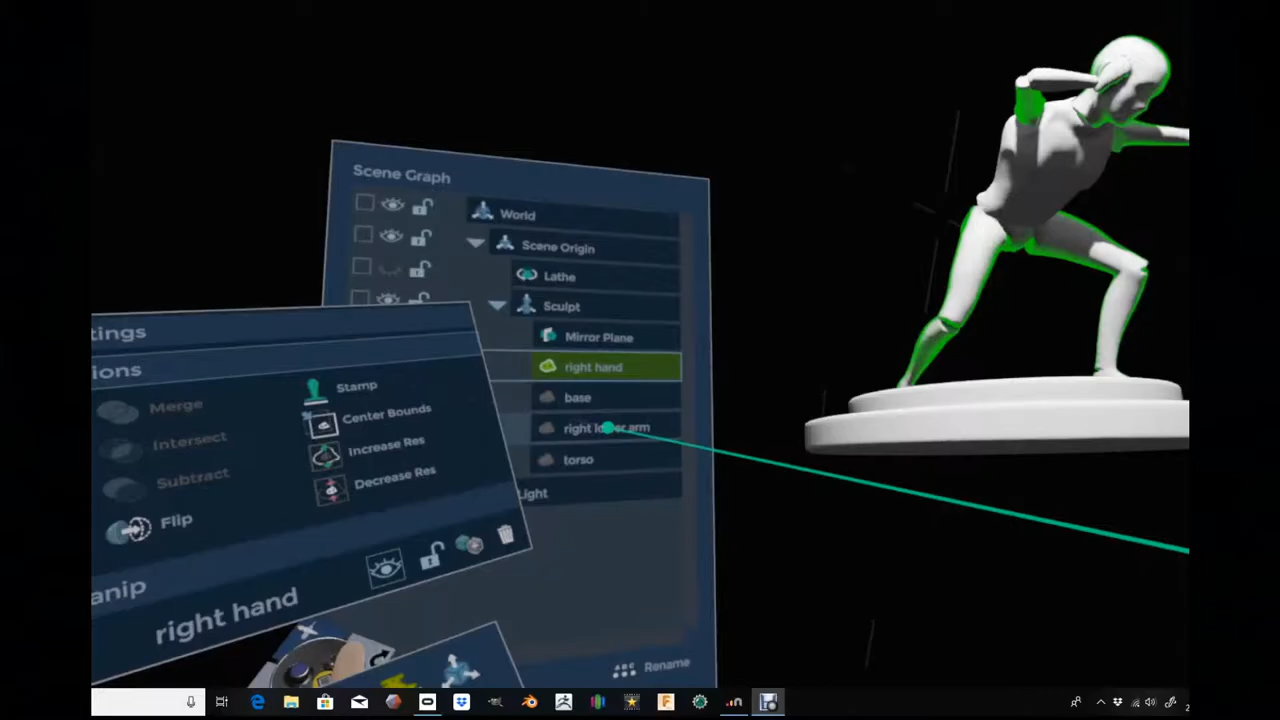 Scene Graph
World
Scene Origin
Lathe
Sculpt
Mirror Plane
right hand
base
right lower arm
torso
Light
Rename
tings
ions
Merge
Stamp
Intersect
Center Bounds
Subtract
Increase Res
Flip
Decrease Res
anip
right hand